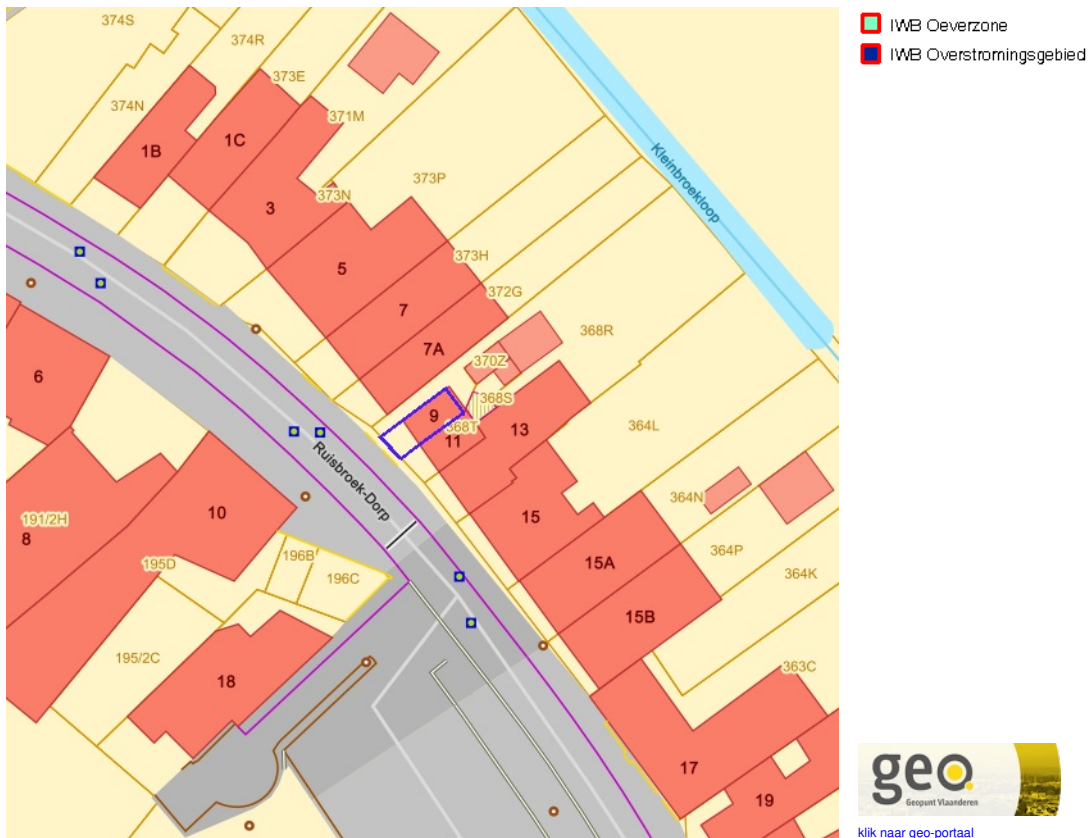 374S
374R
374N
373E
371M
1B
1C
373N
373P
3
5
373H
372G
7
7A
370Z
368R
368S
9
368T
11
13
364L
Kleinbroekloop
IWB Oeverzone
IWB Overstromingsgebied
6
Ruisbroek-Dorp
191/2H
8
10
195D
196B
196C
195/2C
18
15
364N
364P
15A
364K
15B
363C
17
19
geo
Geopunt Vlaanderen
klik naar geo-portaal